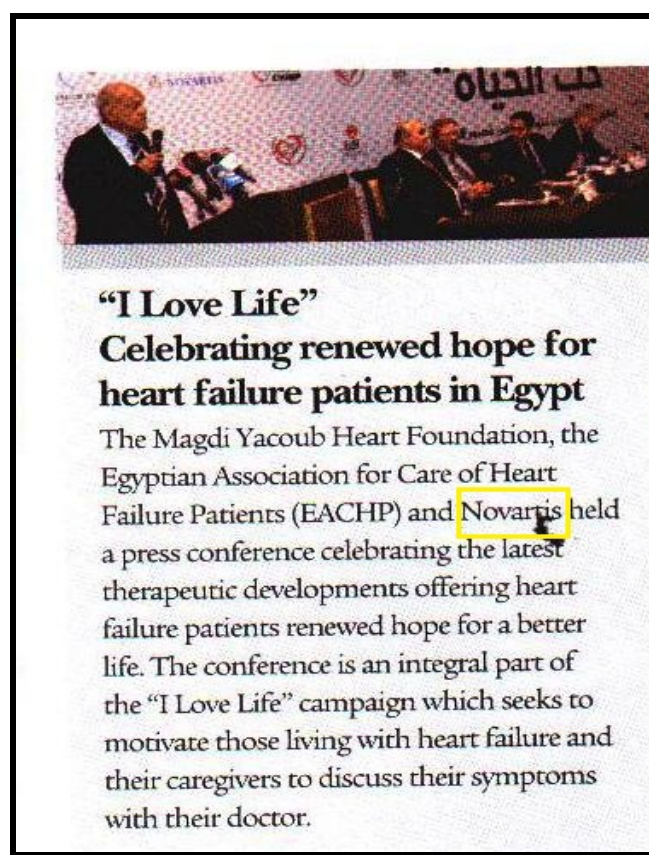 NOVARTIS
حب الحياة"
"I Love Life"
Celebrating renewed hope for
heart failure patients in Egypt
The Magdi Yacoub Heart Foundation, the
Egyptian Association for Care of Heart
Failure Patients (EACHP) and Novartis held
a press conference celebrating the latest
therapeutic developments offering heart
failure patients renewed hope for a better
life. The conference is an integral part of
the "I Love Life" campaign which seeks to
motivate those living with heart failure and
their caregivers to discuss their symptoms
with their doctor.